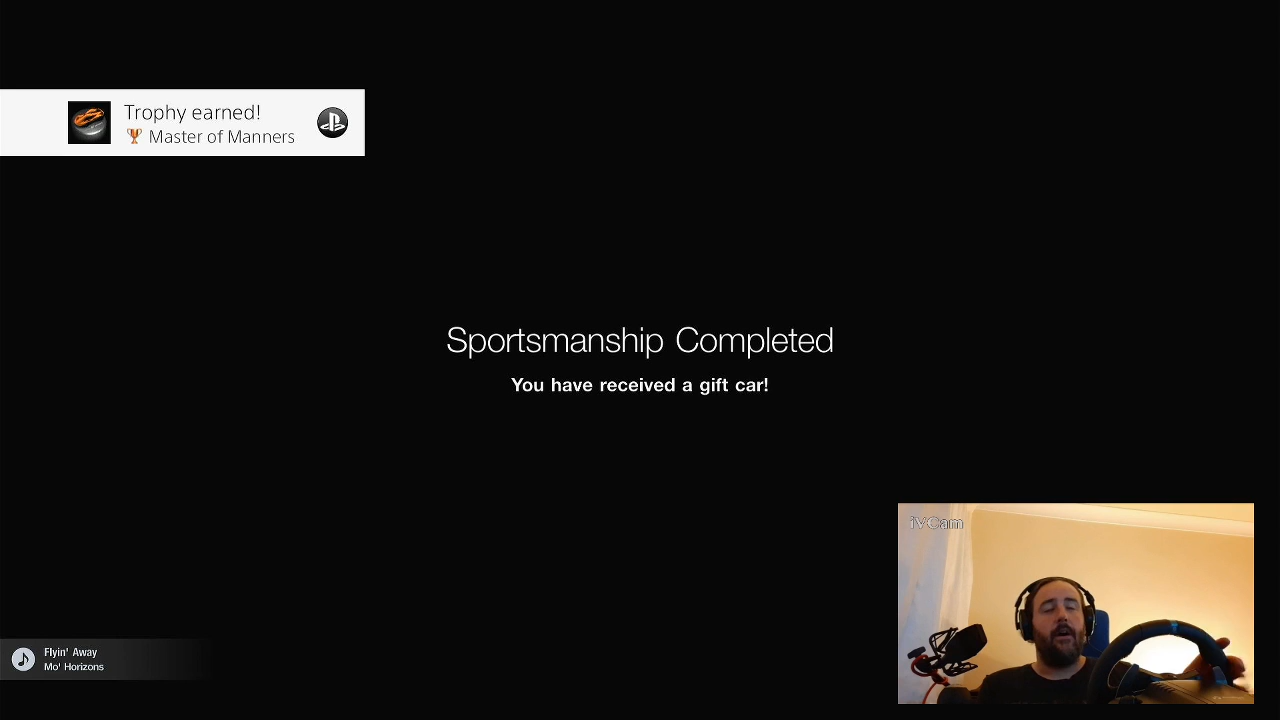 Trophy earned!
Master of Manners
Sportsmanship Completed
You have received a gift car!
iVCam
Flyin' Away
Mo' Horizons